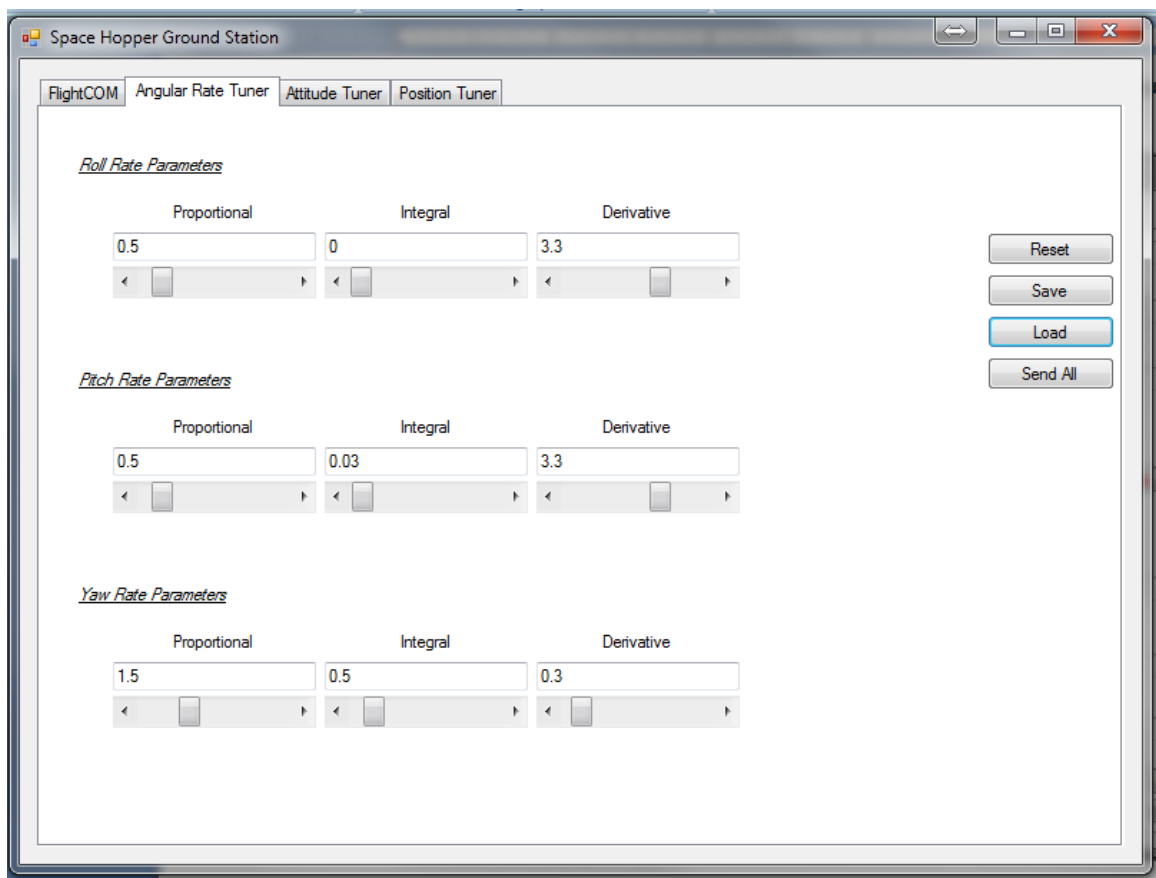 Space Hopper Ground Station
FlightCOM Angular Rate Tuner Attitude Tuner Position Tuner
Roll Rate Parameters
Proportional Integral Derivative
0.5 0 3.3
Reset
Save
Load
Send All
Pitch Rate Parameters
Proportional Integral Derivative
0.5 0.03 3.3
Yaw Rate Parameters
Proportional Integral Derivative
1.5 0.5 0.3